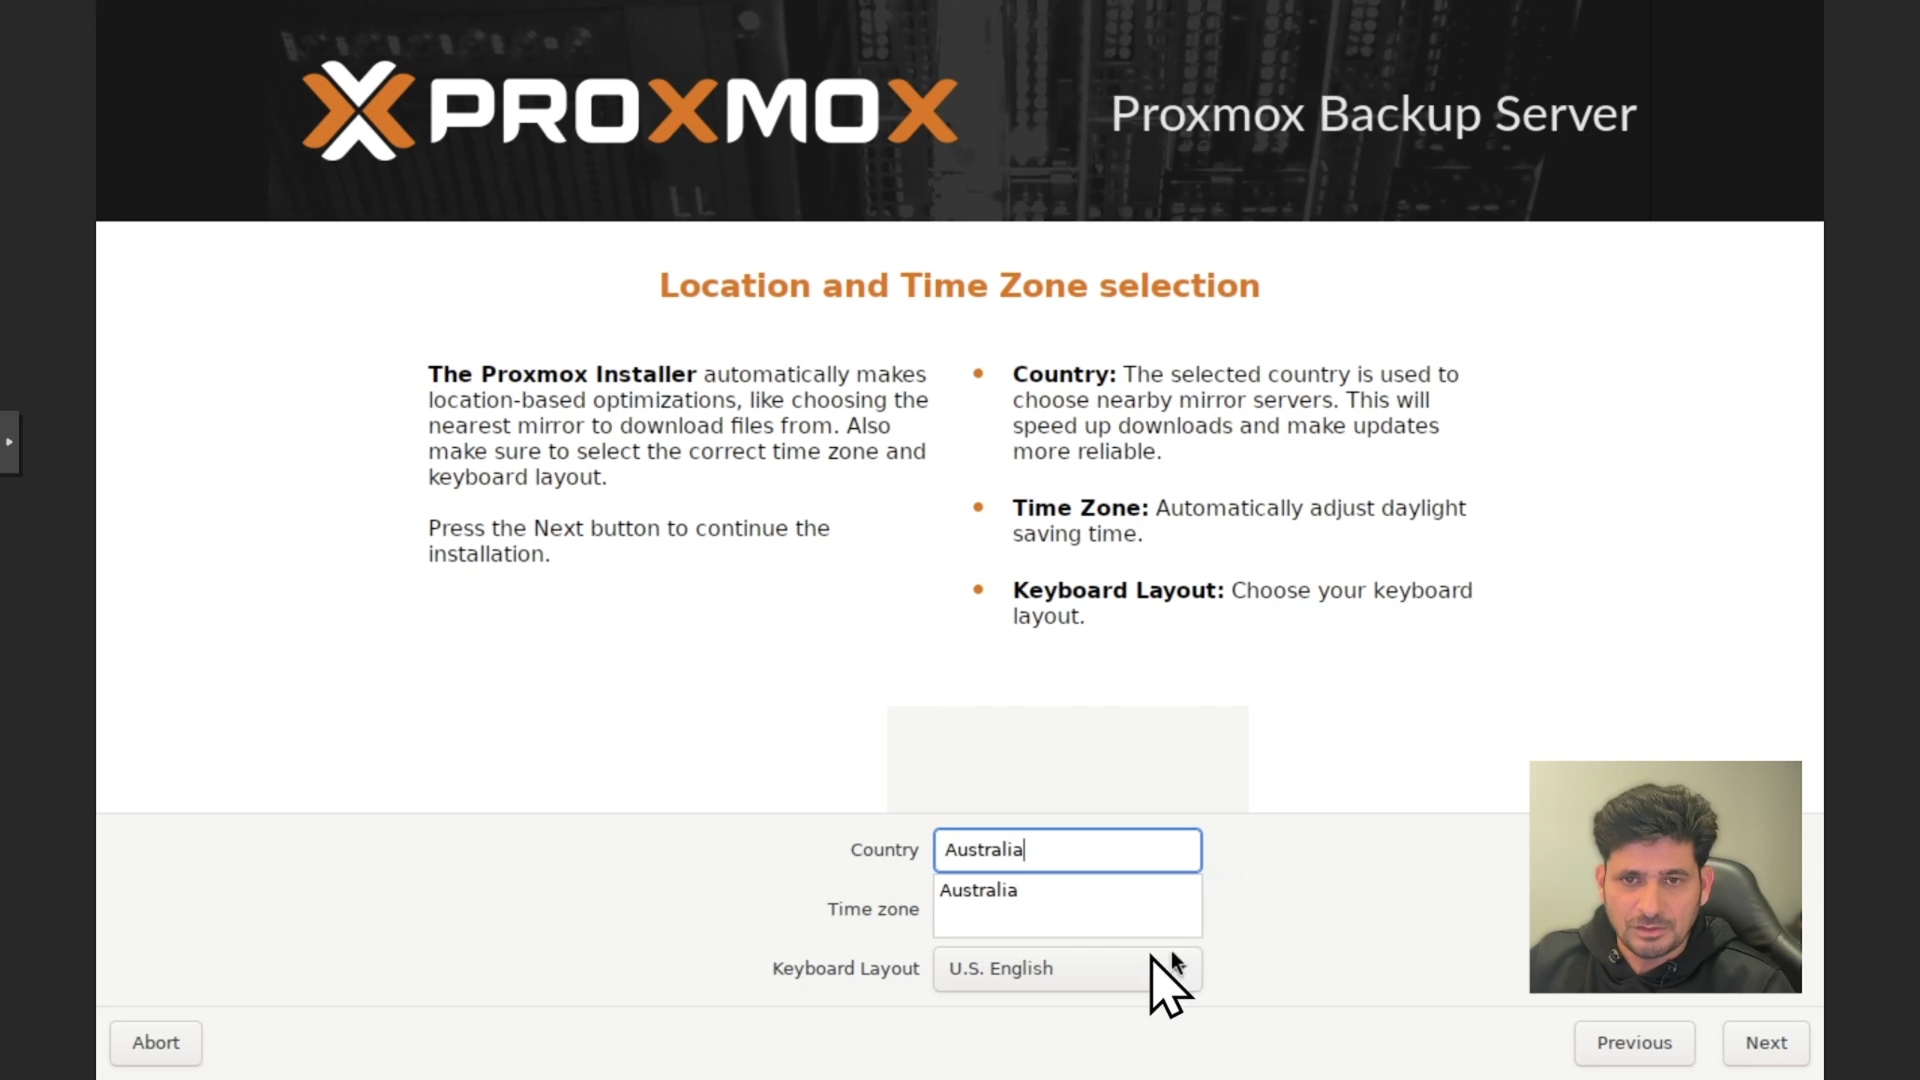 PROXMOX
Proxmox Backup Server
Location and Time Zone selection
The Proxmox Installer automatically makes
location-based optimizations, like choosing the
nearest mirror to download files from. Also
make sure to select the correct time zone and
keyboard layout.
Press the Next button to continue the
installation.
Country: The selected country is used to
choose nearby mirror servers. This will
speed up downloads and make updates
more reliable.
Time Zone: Automatically adjust daylight
saving time.
Keyboard Layout: Choose your keyboard
layout.
Country
Australia
Australia
Time zone
Keyboard Layout
U.S. English
Abort
Previous
Next